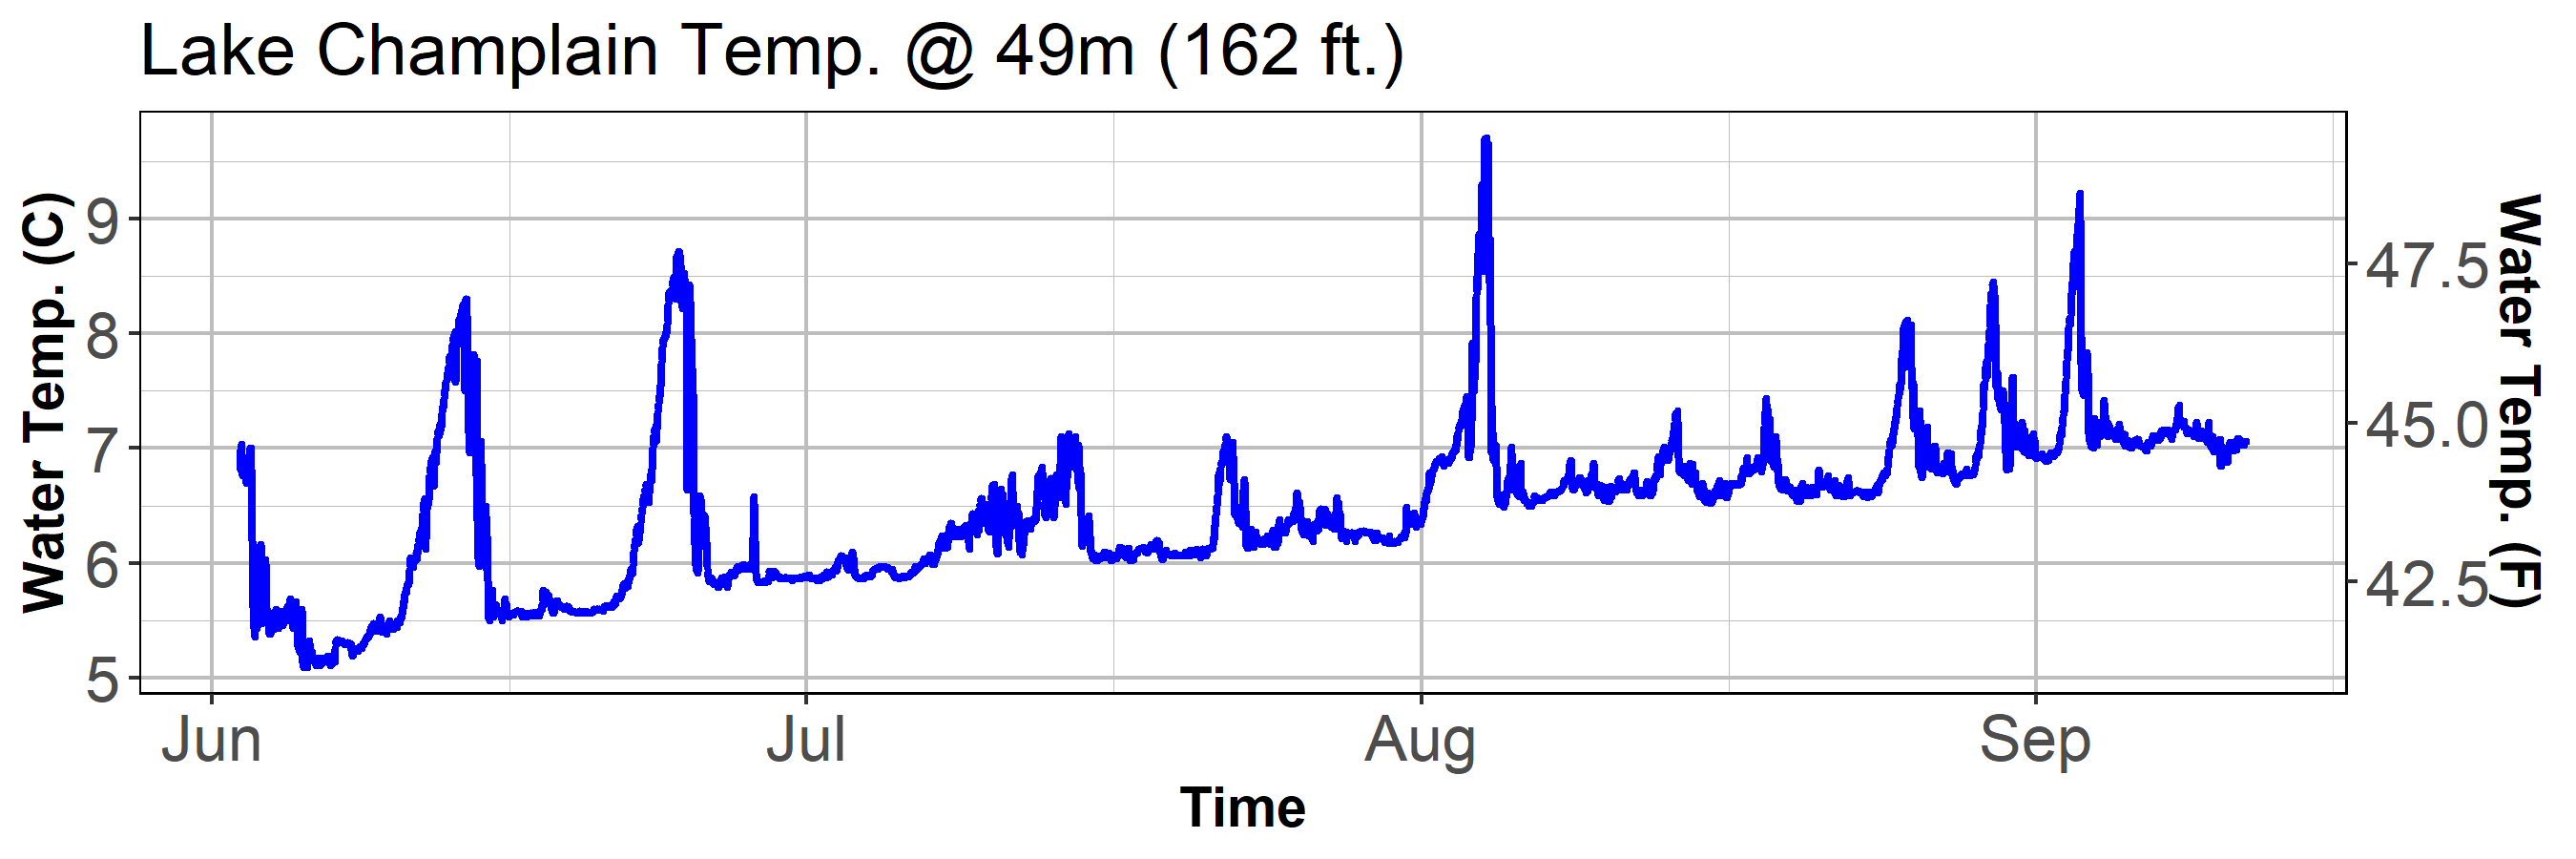 Lake Champlain Temp. @ 49m (162 ft.)
Water Temp. (C)
9
8
7
6
5
47.5
45.0
42.5
Water Temp. (F)
Jun Jul Aug Sep
Time